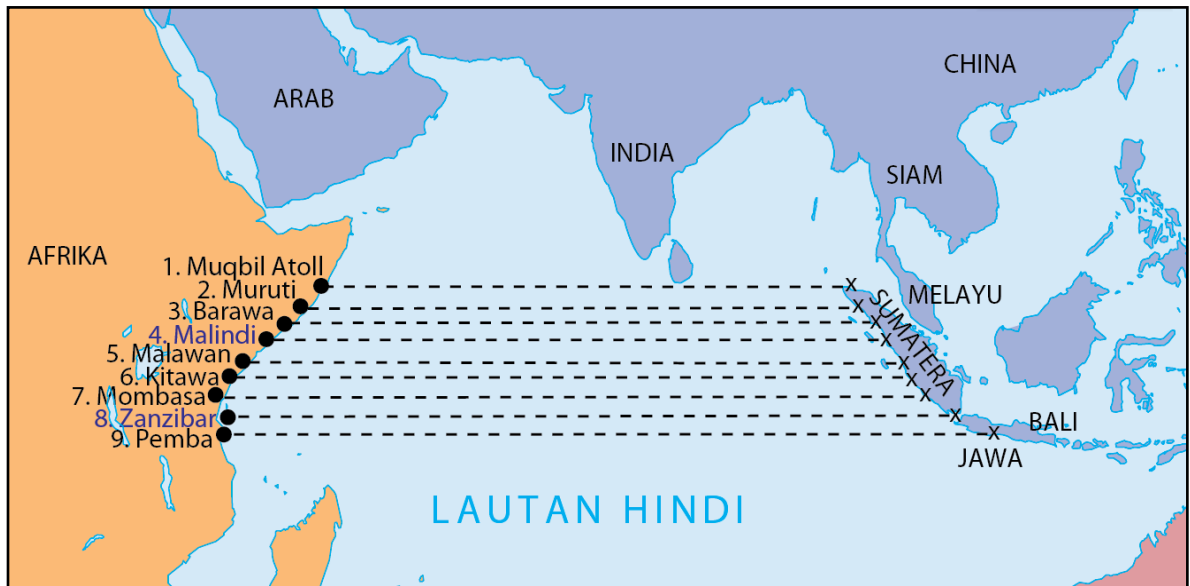 CHINA
ARAB
INDIA
SIAM
AFRIKA
1. Muqbil Atoll
2. Muruti
3. Barawa
4. Malindi
5. Malawan
6. Kitawa
7. Mombasa
8. Zanzibar
9. Pemba
x
x
x
x
x
x
x
x
x
MELAYU
SUMATERA
BALI
JAWA
LAUTAN HINDI